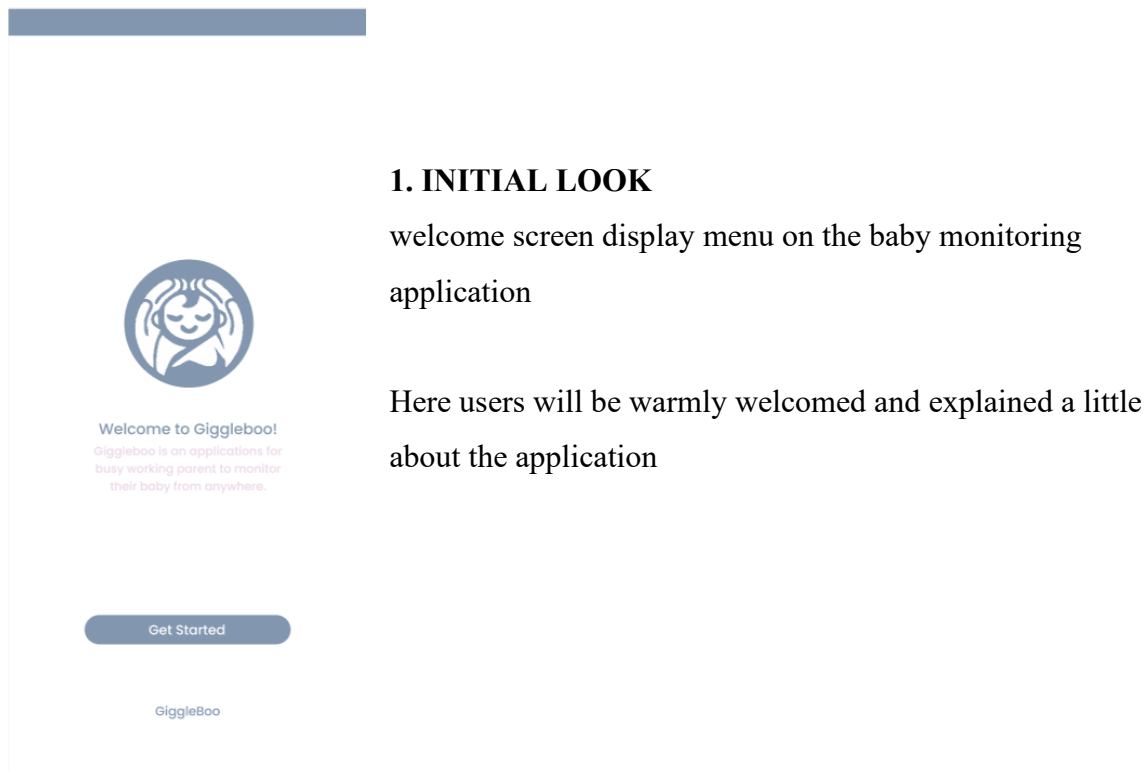 1. INITIAL LOOK
welcome screen display menu on the baby monitoring
application
Here users will be warmly welcomed and explained a little
about the application
Welcome to Giggleboo!
Giggleboo is an applications for
busy working parent to monitor
their baby from anywhere.
Get Started
GiggleBoo